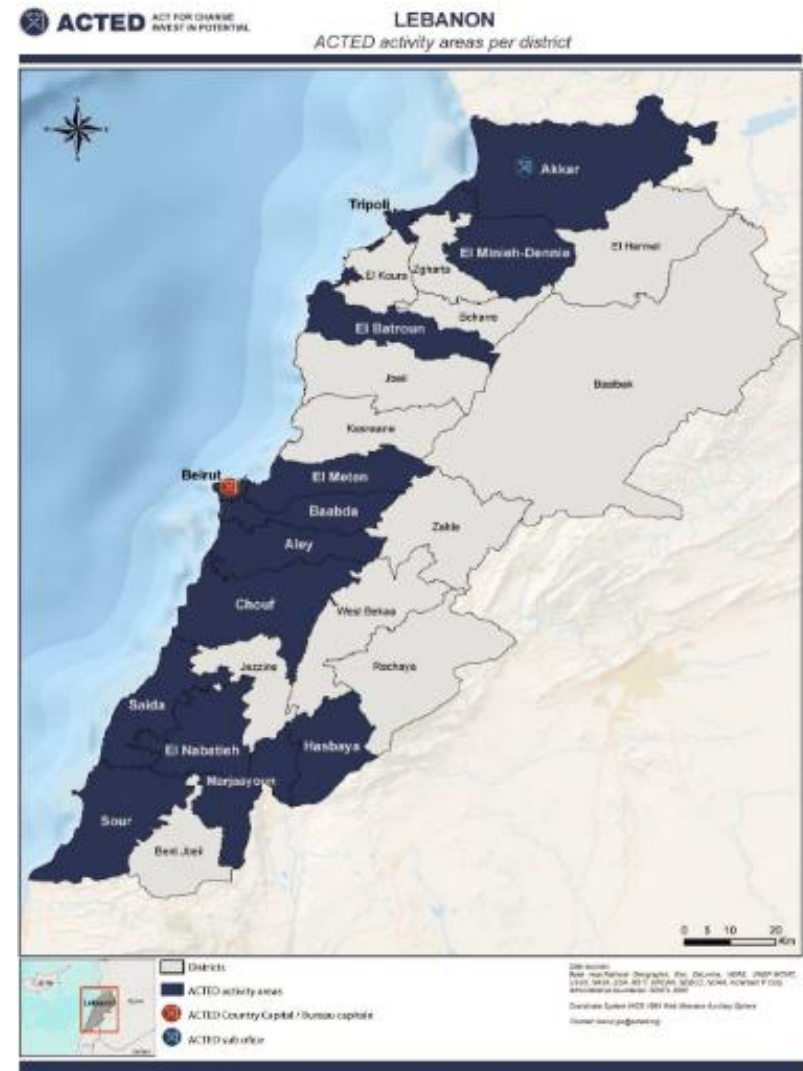 ACTED
ACT FOR CHANGE
INVEST IN POTENTIAL
LEBANON
ACTED activity areas per district
Akkar
Tripoli
El Minieh-Dennie
El Hermel
El Koura
Zgharta
Bcharre
El Batroun
Jbeil
Baalbek
Kesrwane
Beirut
El Meten
Baabda
Zahle
Aley
Chouf
West Bekaa
Jezzine
Rachaya
Saida
El Nabatieh
Hasbaya
Marjaayoun
Sour
Bent Jbeil
0 5 10 20
Km
Lebanon
Districts
ACTED activity areas
ACTED Country Capital / Bureau capitale
ACTED sub office